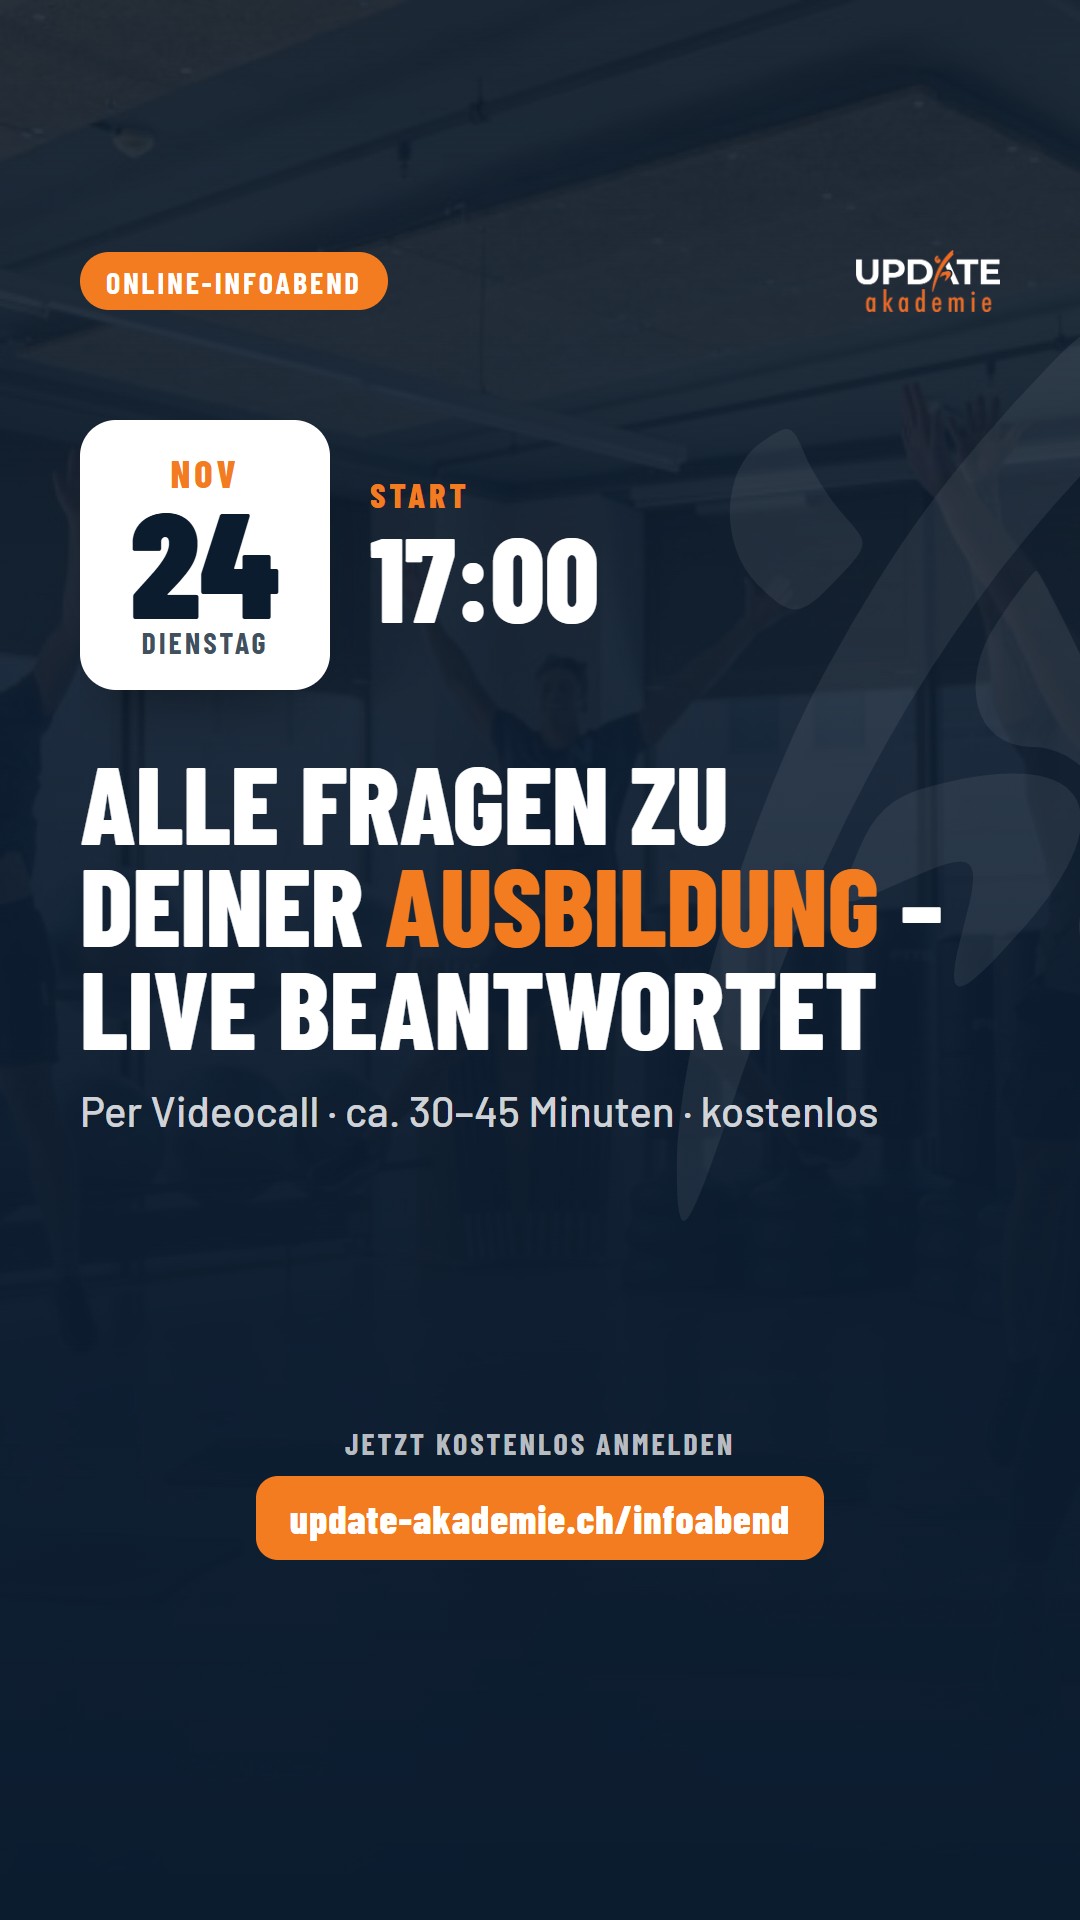 ONLINE-INFOABEND
UPDATE
akademie
NOV
24
DIENSTAG
START
17:00
ALLE FRAGEN ZU
DEINER AUSBILDUNG –
LIVE BEANTWORTET
Per Videocall · ca. 30–45 Minuten · kostenlos
JETZT KOSTENLOS ANMELDEN
update-akademie.ch/infoabend